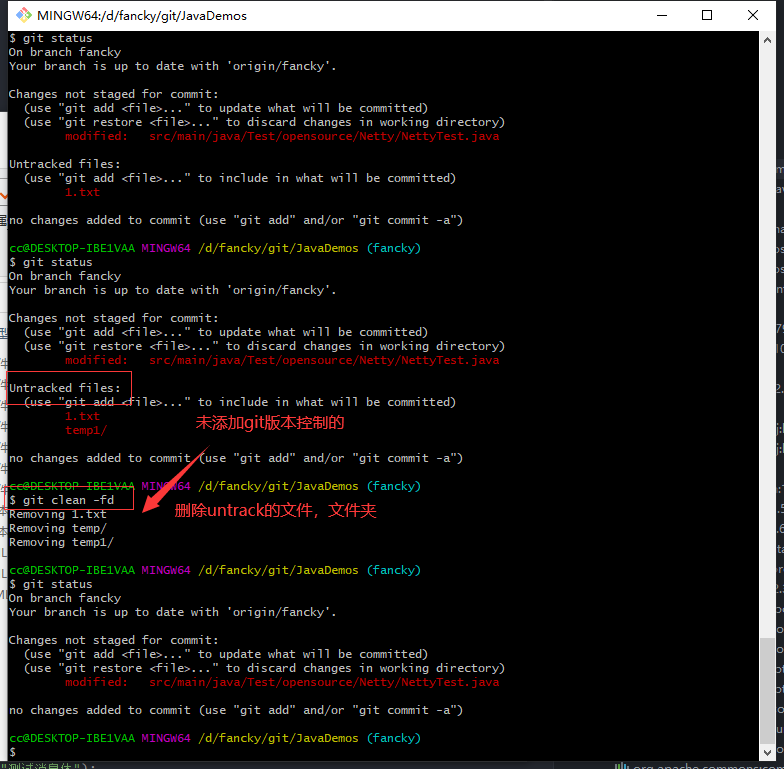 MINGW64:/d/fancky/git/JavaDemos
$ git status
On branch fancky
Your branch is up to date with 'origin/fancky'.
Changes not staged for commit:
(use "git add <file>..." to update what will be committed)
(use "git restore <file>..." to discard changes in working directory)
modified:   src/main/java/Test/opensource/Netty/NettyTest.java
Untracked files:
(use "git add <file>..." to include in what will be committed)
1.txt
no changes added to commit (use "git add" and/or "git commit -a")
cc@DESKTOP-IBE1VAA MINGW64 /d/fancky/git/JavaDemos (fancky)
$ git status
On branch fancky
Your branch is up to date with 'origin/fancky'.
Changes not staged for commit:
(use "git add <file>..." to update what will be committed)
(use "git restore <file>..." to discard changes in working directory)
modified:   src/main/java/Test/opensource/Netty/NettyTest.java
Untracked files:
(use "git add <file>..." to include in what will be committed)
1.txt
temp1/
未添加git版本控制的
no changes added to commit (use "git add" and/or "git commit -a")
cc@DESKTOP-IBE1VAA MINGW64 /d/fancky/git/JavaDemos (fancky)
$ git clean -fd
删除untrack的文件，文件夹
Removing 1.txt
Removing temp/
Removing temp1/
cc@DESKTOP-IBE1VAA MINGW64 /d/fancky/git/JavaDemos (fancky)
$ git status
On branch fancky
Your branch is up to date with 'origin/fancky'.
Changes not staged for commit:
(use "git add <file>..." to update what will be committed)
(use "git restore <file>..." to discard changes in working directory)
modified:   src/main/java/Test/opensource/Netty/NettyTest.java
no changes added to commit (use "git add" and/or "git commit -a")
cc@DESKTOP-IBE1VAA MINGW64 /d/fancky/git/JavaDemos (fancky)
$